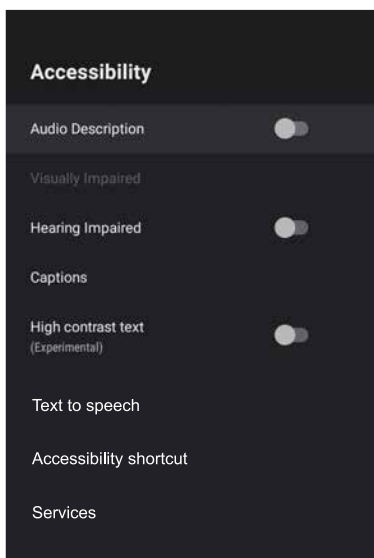 Accessibility
Audio Description
Visually Impaired
Hearing Impaired
Captions
High contrast text
(Experimental)
Text to speech
Accessibility shortcut
Services